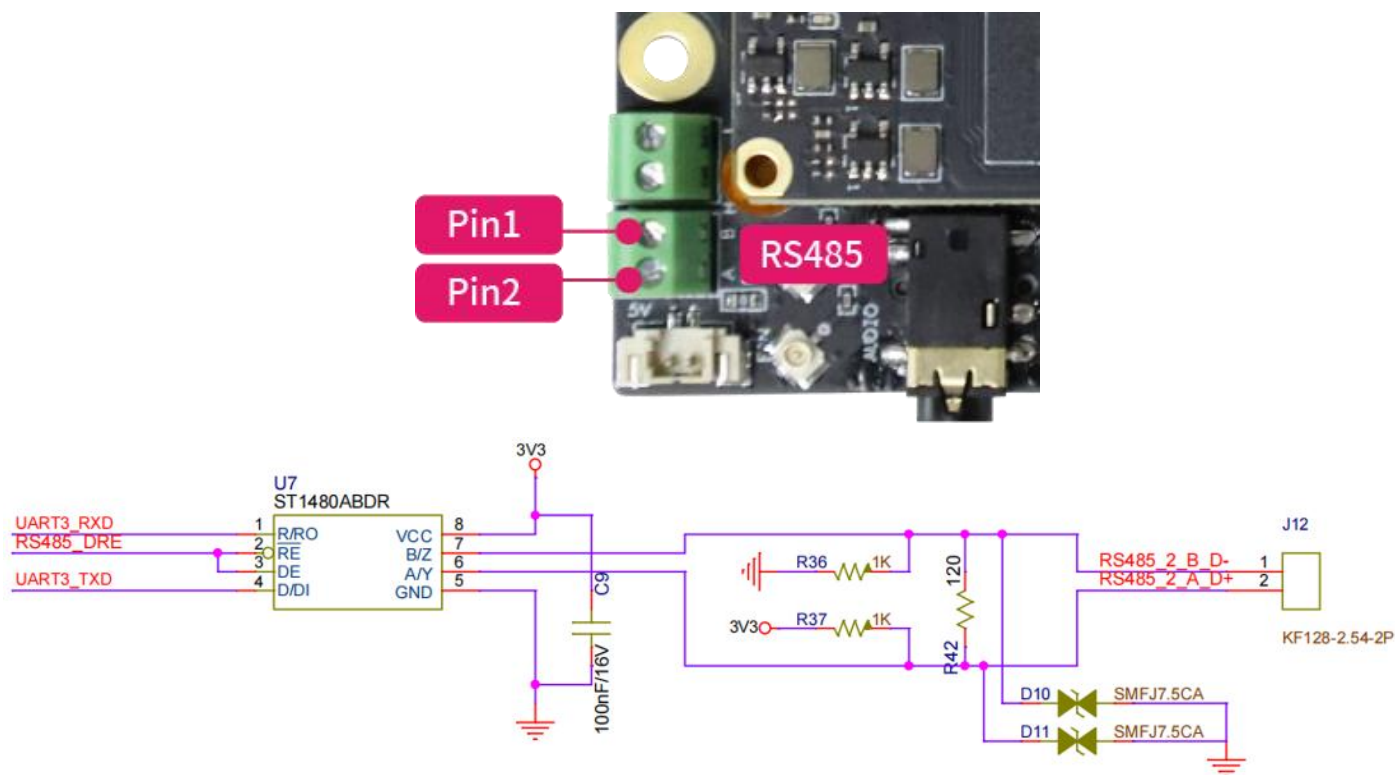 Pin1
Pin2
B
A
RS485
5V
AUDIO
3V3
U7
ST1480ABDR
UART3_RXD
RS485_DRE
UART3_TXD
1
2
3
4
R/RO
RE
DE
D/DI
VCC
B/Z
A/Y
GND
8
7
6
5
C9
100nF/16V
R36
1K
3V3
R37
1K
120
R42
D10
SMFJ7.5CA
D11
SMFJ7.5CA
J12
RS485_2_B_D-
1
RS485_2_A_D+
2
KF128-2.54-2P